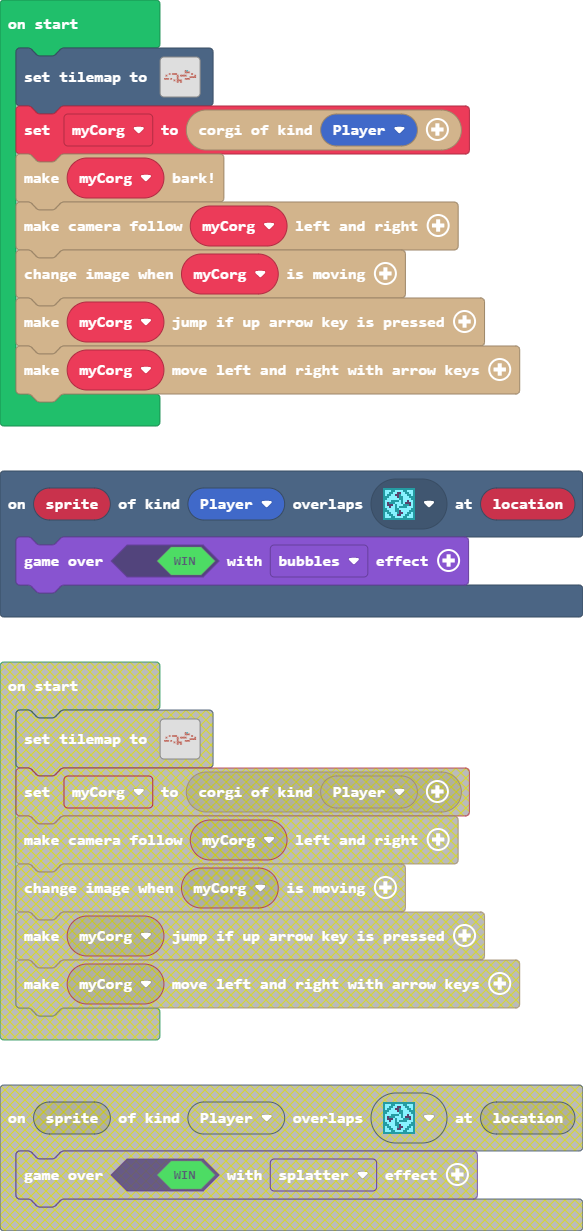 on start
set tilemap to
set myCorg to corgi of kind Player
make myCorg bark!
make camera follow myCorg left and right
change image when myCorg is moving
make myCorg jump if up arrow key is pressed
make myCorg move left and right with arrow keys
on sprite of kind Player overlaps at location
game over WIN with bubbles effect
on start
set tilemap to
set myCorg to corgi of kind Player
make camera follow myCorg left and right
change image when myCorg is moving
make myCorg jump if up arrow key is pressed
make myCorg move left and right with arrow keys
on sprite of kind Player overlaps at location
game over WIN with splatter effect